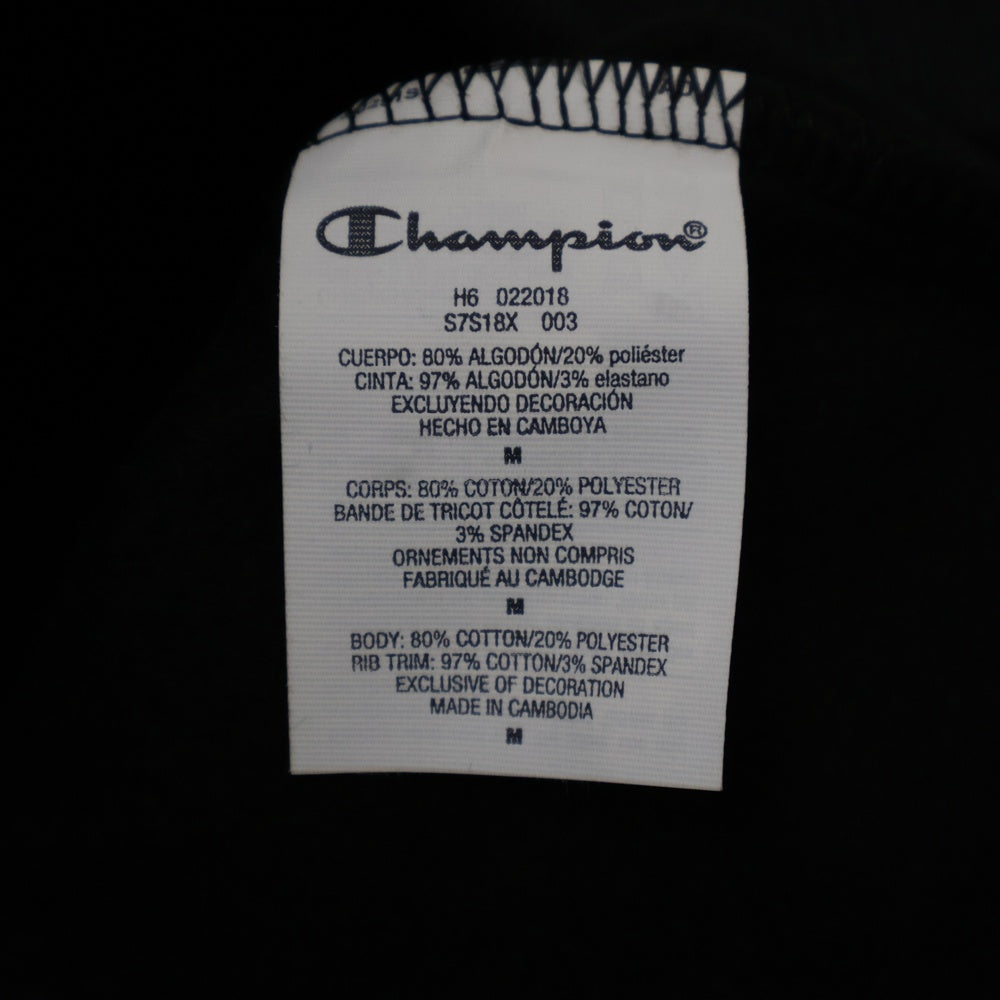 Champion®
H6 022018
S7S18X 003
CUERPO: 80% ALGODÓN/20% poliéster
CINTA: 97% ALGODÓN/3% elastano
EXCLUYENDO DECORACIÓN
HECHO EN CAMBOYA
M
CORPS: 80% COTON/20% POLYESTER
BANDE DE TRICOT CÔTELÉ: 97% COTON/
3% SPANDEX
ORNEMENTS NON COMPRIS
FABRIQUÉ AU CAMBODGE
M
BODY: 80% COTTON/20% POLYESTER
RIB TRIM: 97% COTTON/3% SPANDEX
EXCLUSIVE OF DECORATION
MADE IN CAMBODIA
M